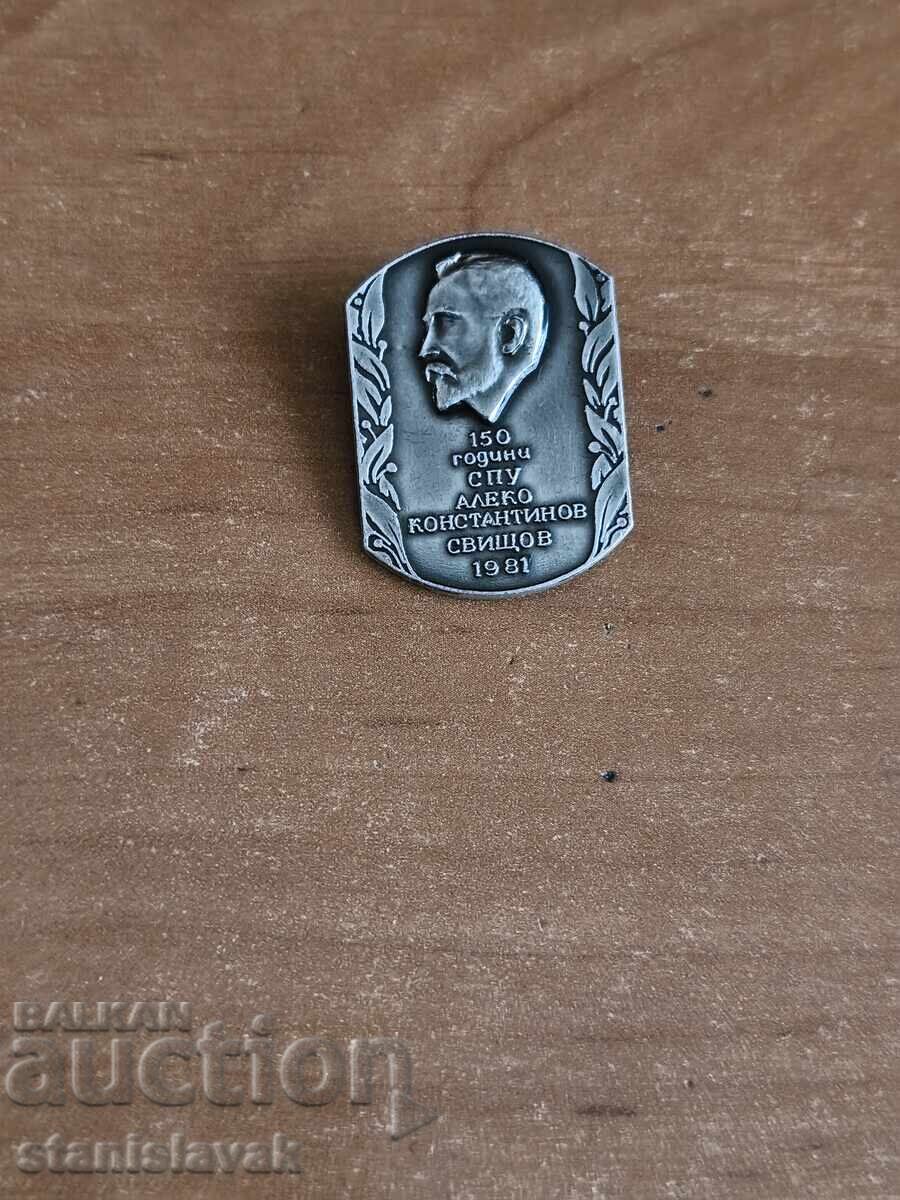 150
години
СПУ
АЛЕКО
КОНСТАНТИНОВ
СВИЩОВ
1981
BALKAN
auction
stanislavak